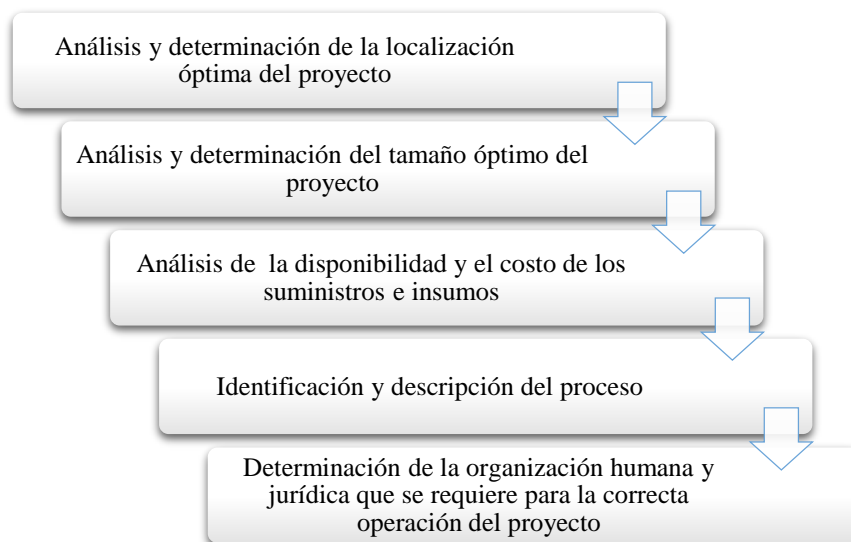 Análisis y determinación de la localización
óptima del proyecto
Análisis y determinación del tamaño óptimo del
proyecto
Análisis de la disponibilidad y el costo de los
suministros e insumos
Identificación y descripción del proceso
Determinación de la organización humana y
jurídica que se requiere para la correcta
operación del proyecto